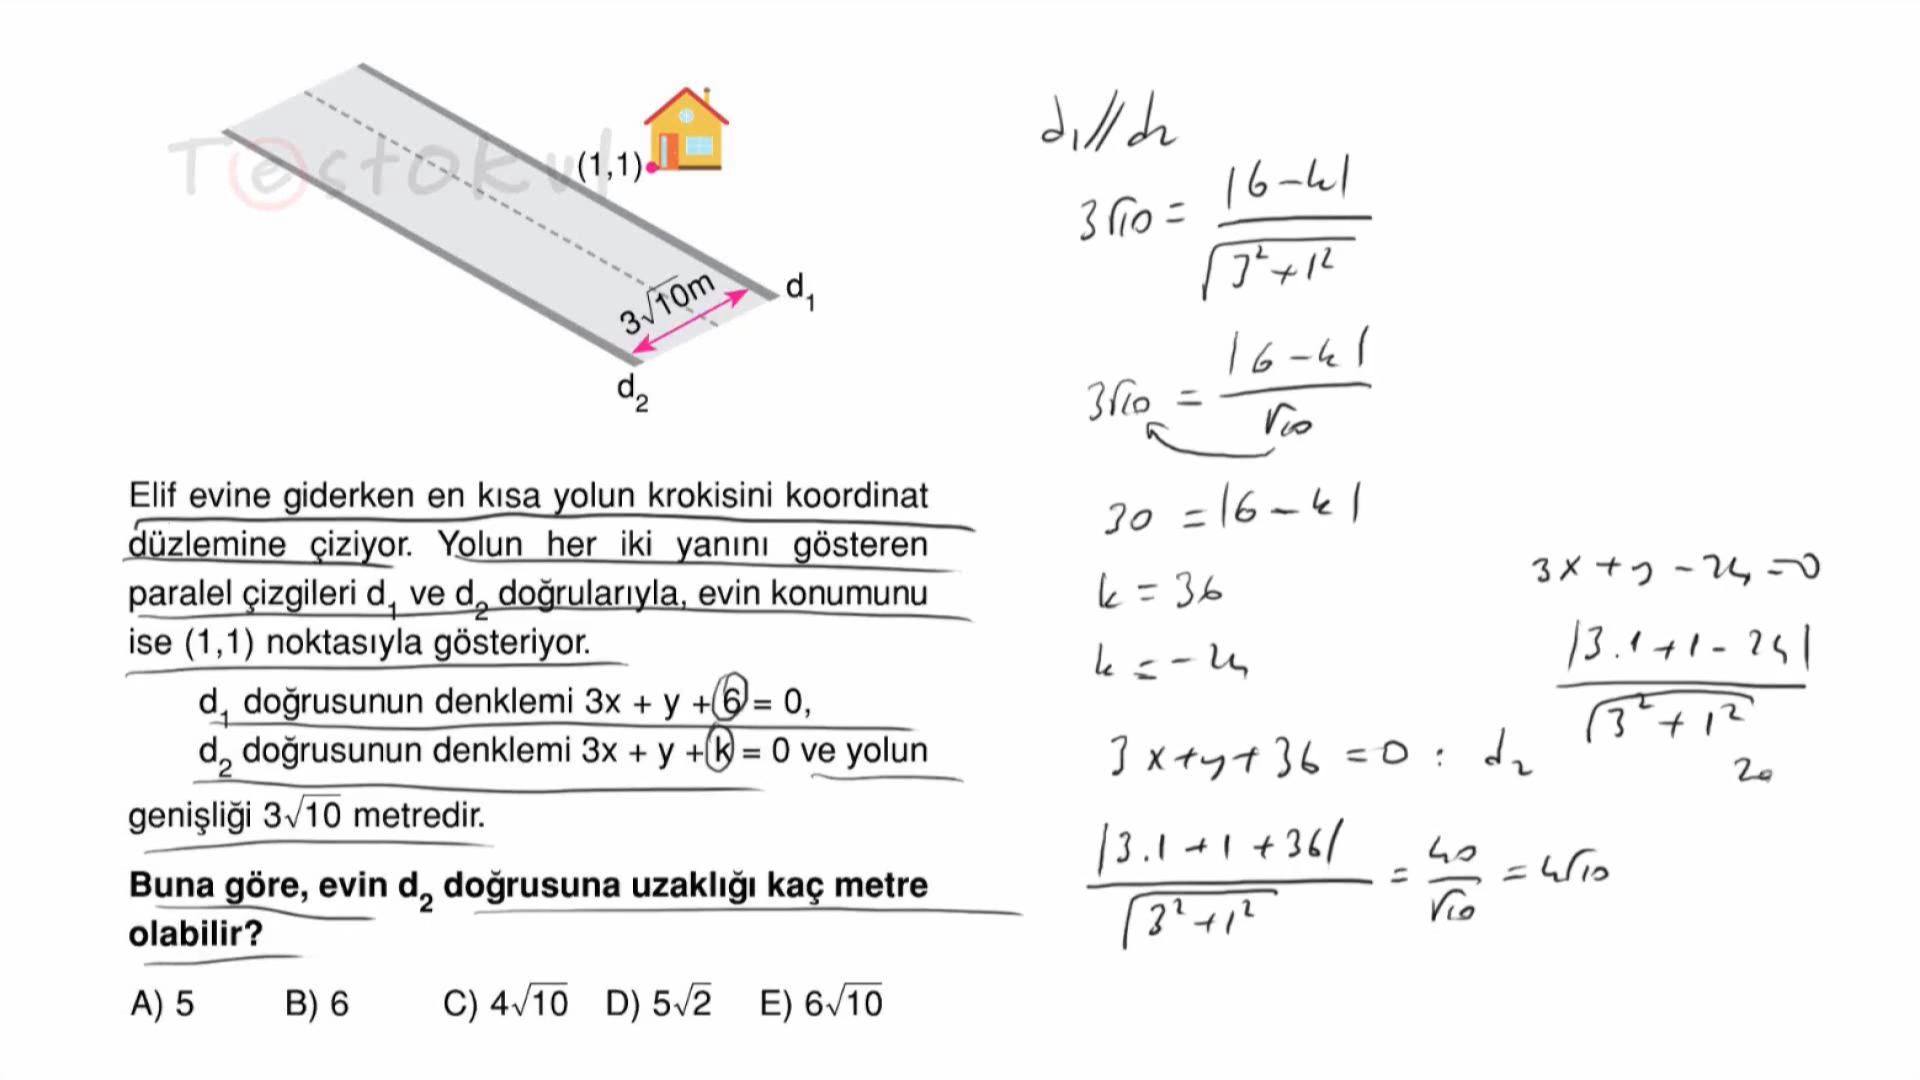 T@stokul
(1,1)
3√10m
d₁
d₂
Elif evine giderken en kısa yolun krokisini koordinat
düzlemine çiziyor. Yolun her iki yanını gösteren
paralel çizgileri d₁ ve d₂ doğrularıyla, evin konumunu
ise (1,1) noktasıyla gösteriyor.
d₁ doğrusunun denklemi 3x + y + 6 = 0,
d₂ doğrusunun denklemi 3x + y + k = 0 ve yolun
genişliği 3√10 metredir.
Buna göre, evin d₂ doğrusuna uzaklığı kaç metre
olabilir?
A) 5 B) 6 C) 4√10 D) 5√2 E) 6√10
d₁//d₂
3√10 = |6-k| / √(3²+1²)
3√10 = |6-k| / √10
30 = |6-k|
k = 36
k = -24
3x+y+36 = 0 : d₂
|3.1+1+36| / √(3²+1²) = 40/√10 = 4√10
3x+y-24=0
|3.1+1-24| / √(3²+1²)
20